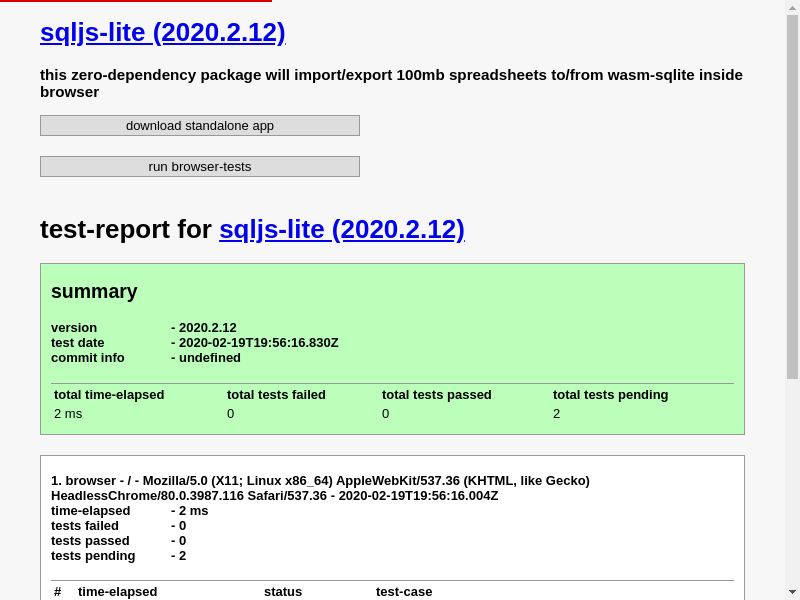 sqljs-lite (2020.2.12)
this zero-dependency package will import/export 100mb spreadsheets to/from wasm-sqlite inside
browser
download standalone app
run browser-tests
test-report for sqljs-lite (2020.2.12)
summary
version - 2020.2.12
test date - 2020-02-19T19:56:16.830Z
commit info - undefined
total time-elapsed total tests failed total tests passed total tests pending
2 ms 0 0 2
1. browser - / - Mozilla/5.0 (X11; Linux x86_64) AppleWebKit/537.36 (KHTML, like Gecko)
HeadlessChrome/80.0.3987.116 Safari/537.36 - 2020-02-19T19:56:16.004Z
time-elapsed - 2 ms
tests failed - 0
tests passed - 0
tests pending - 2
# time-elapsed status test-case